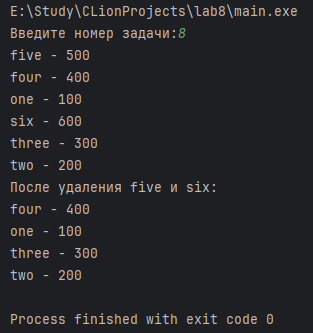 E:\Study\CLionProjects\lab8\main.exe
Введите номер задачи:8
five - 500
four - 400
one - 100
six - 600
three - 300
two - 200
После удаления five и six:
four - 400
one - 100
three - 300
two - 200
Process finished with exit code 0